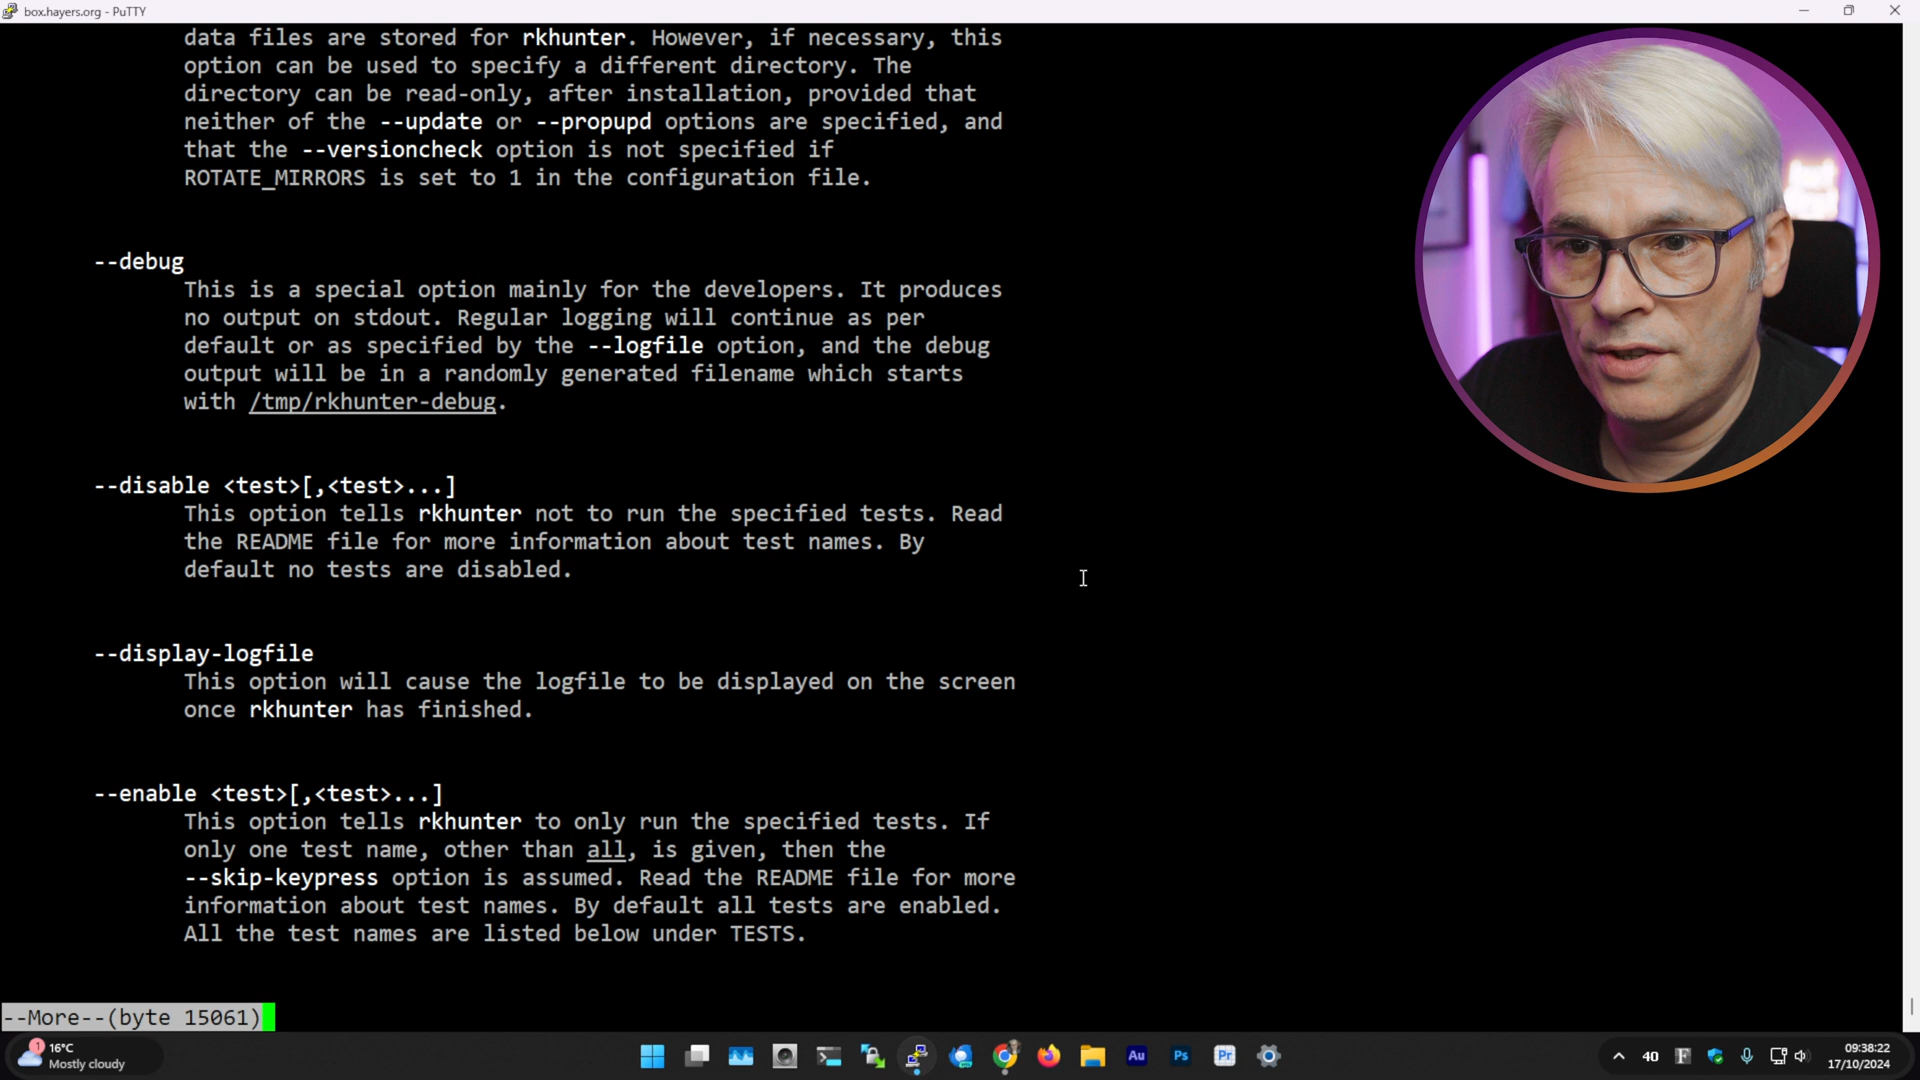 box.hayers.org - PuTTY
data files are stored for rkhunter. However, if necessary, this
option can be used to specify a different directory. The
directory can be read-only, after installation, provided that
neither of the --update or --propupd options are specified, and
that the --versioncheck option is not specified if
ROTATE_MIRRORS is set to 1 in the configuration file.
--debug
This is a special option mainly for the developers. It produces
no output on stdout. Regular logging will continue as per
default or as specified by the --logfile option, and the debug
output will be in a randomly generated filename which starts
with /tmp/rkhunter-debug.
--disable <test>[,<test>...]
This option tells rkhunter not to run the specified tests. Read
the README file for more information about test names. By
default no tests are disabled.
--display-logfile
This option will cause the logfile to be displayed on the screen
once rkhunter has finished.
--enable <test>[,<test>...]
This option tells rkhunter to only run the specified tests. If
only one test name, other than all, is given, then the
--skip-keypress option is assumed. Read the README file for more
information about test names. By default all tests are enabled.
All the test names are listed below under TESTS.
--More--(byte 15061)
1
16°C
Mostly cloudy
Au
Ps
Pr
40
F
09:38:22
17/10/2024